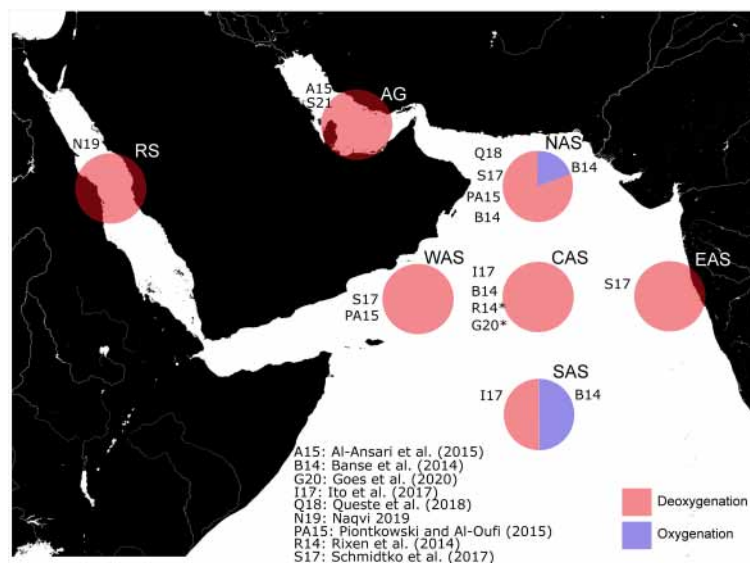 A15
S21
AG
N19
RS
NAS
Q18
B14
S17
PA15
B14
WAS
S17
PA15
CAS
I17
B14
R14*
G20*
EAS
S17
SAS
I17
B14
A15: Al-Ansari et al. (2015)
B14: Banse et al. (2014)
G20: Goes et al. (2020)
I17: Ito et al. (2017)
Q18: Queste et al. (2018)
N19: Naqvi 2019
PA15: Piontkowski and Al-Oufi (2015)
R14: Rixen et al. (2014)
S17: Schmidtko et al. (2017)
Deoxygenation
Oxygenation